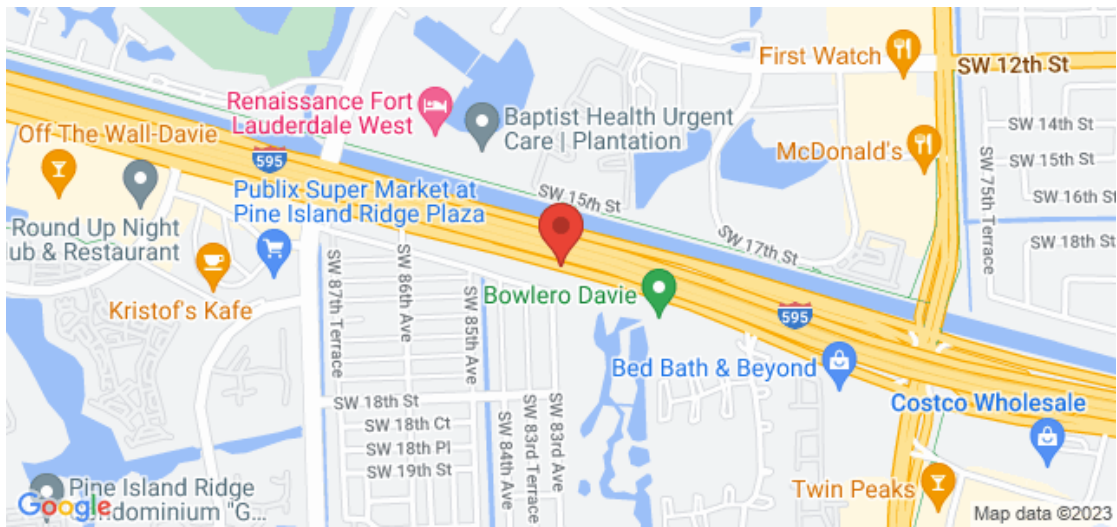 First Watch
SW 12th St
Renaissance Fort
Lauderdale West
Baptist Health Urgent
Care | Plantation
Off The Wall-Davie
595
McDonald's
SW 14th St
SW 15th St
SW 16th St
SW 75th Terrace
SW 18th St
Publix Super Market at
Pine Island Ridge Plaza
SW 15th St
SW 17th St
Round Up Night
ub & Restaurant
Kristof's Kafe
SW 87th Terrace
SW 86th Ave
SW 85th Ave
Bowlero Davie
595
Bed Bath & Beyond
Costco Wholesale
SW 18th St
SW 18th Ct
SW 18th Pl
SW 19th St
SW 84th Ave
SW 83rd Terrace
SW 83rd Ave
Twin Peaks
Pine Island Ridge
ondominium "G...
Google
Map data ©2023